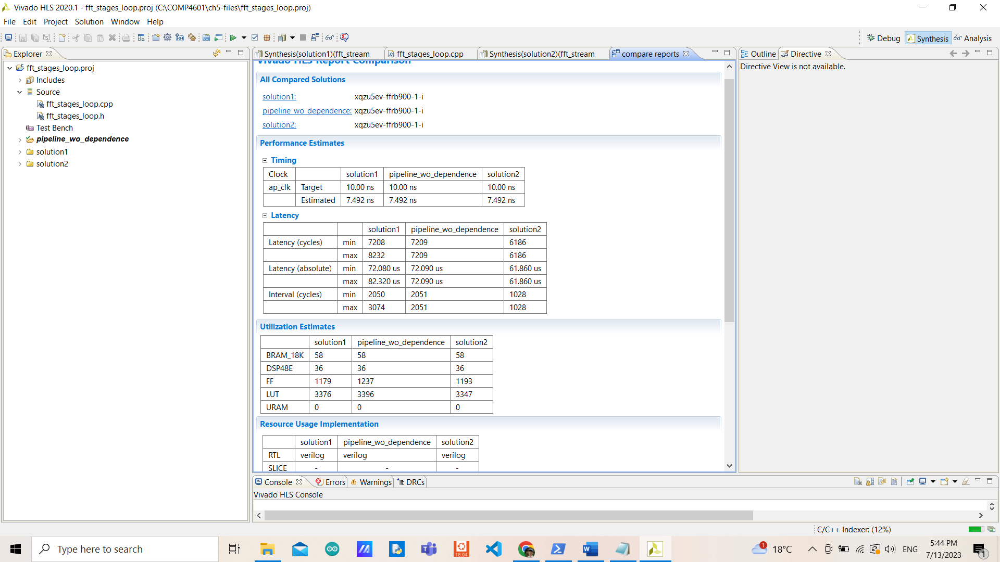 Vivado HLS 2020.1 - fft_stages_loop.proj (C:\COMP4601\ch5-files\fft_stages_loop.proj)
File Edit Project Solution Window Help
Debug Synthesis Analysis
Explorer
fft_stages_loop.proj
Includes
Source
fft_stages_loop.cpp
fft_stages_loop.h
Test Bench
pipeline_wo_dependence
solution1
solution2
Synthesis(solution1)(fft_stream fft_stages_loop.cpp Synthesis(solution2)(fft_stream compare reports
Vivado HLS Report Comparison
All Compared Solutions
solution1: xqzu5ev-ffrb900-1-i
pipeline_wo_dependence: xqzu5ev-ffrb900-1-i
solution2: xqzu5ev-ffrb900-1-i
Performance Estimates
Timing
Clock solution1 pipeline_wo_dependence solution2
ap_clk Target 10.00 ns 10.00 ns 10.00 ns
Estimated 7.492 ns 7.492 ns 7.492 ns
Latency
solution1 pipeline_wo_dependence solution2
Latency (cycles) min 7208 7209 6186
max 8232 7209 6186
Latency (absolute) min 72.080 us 72.090 us 61.860 us
max 82.320 us 72.090 us 61.860 us
Interval (cycles) min 2050 2051 1028
max 3074 2051 1028
Utilization Estimates
solution1 pipeline_wo_dependence solution2
BRAM_18K 58 58 58
DSP48E 36 36 36
FF 1179 1237 1193
LUT 3376 3396 3347
URAM 0 0 0
Resource Usage Implementation
solution1 pipeline_wo_dependence solution2
RTL verilog verilog verilog
SLICE - - -
Outline Directive
Directive View is not available.
Console Errors Warnings DRCs
Vivado HLS Console
C/C++ Indexer: (12%)
Type here to search
18.04
1
18°C
ENG
5:44 PM
7/13/2023
1